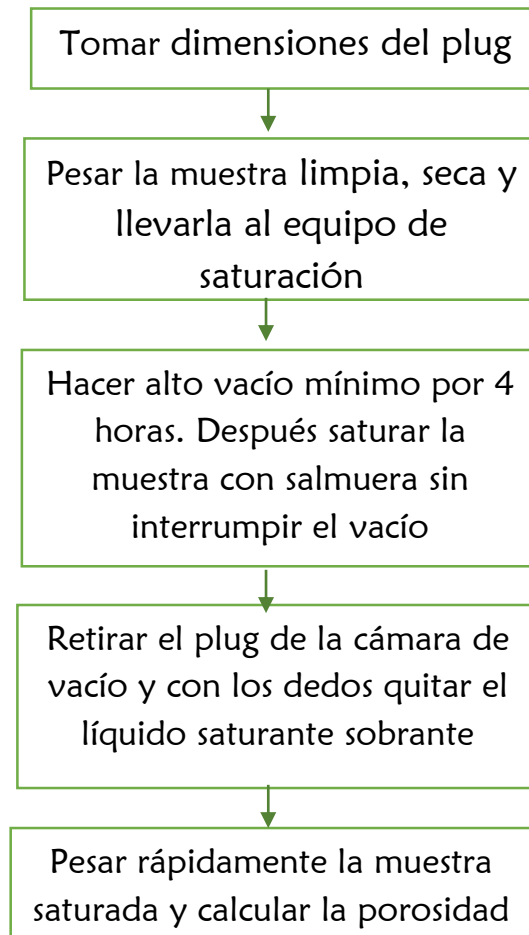 Tomar dimensiones del plug
Pesar la muestra limpia, seca y
llevarla al equipo de
saturación
Hacer alto vacío mínimo por 4
horas. Después saturar la
muestra con salmuera sin
interrumpir el vacío
Retirar el plug de la cámara de
vacío y con los dedos quitar el
líquido saturante sobrante
Pesar rápidamente la muestra
saturada y calcular la porosidad